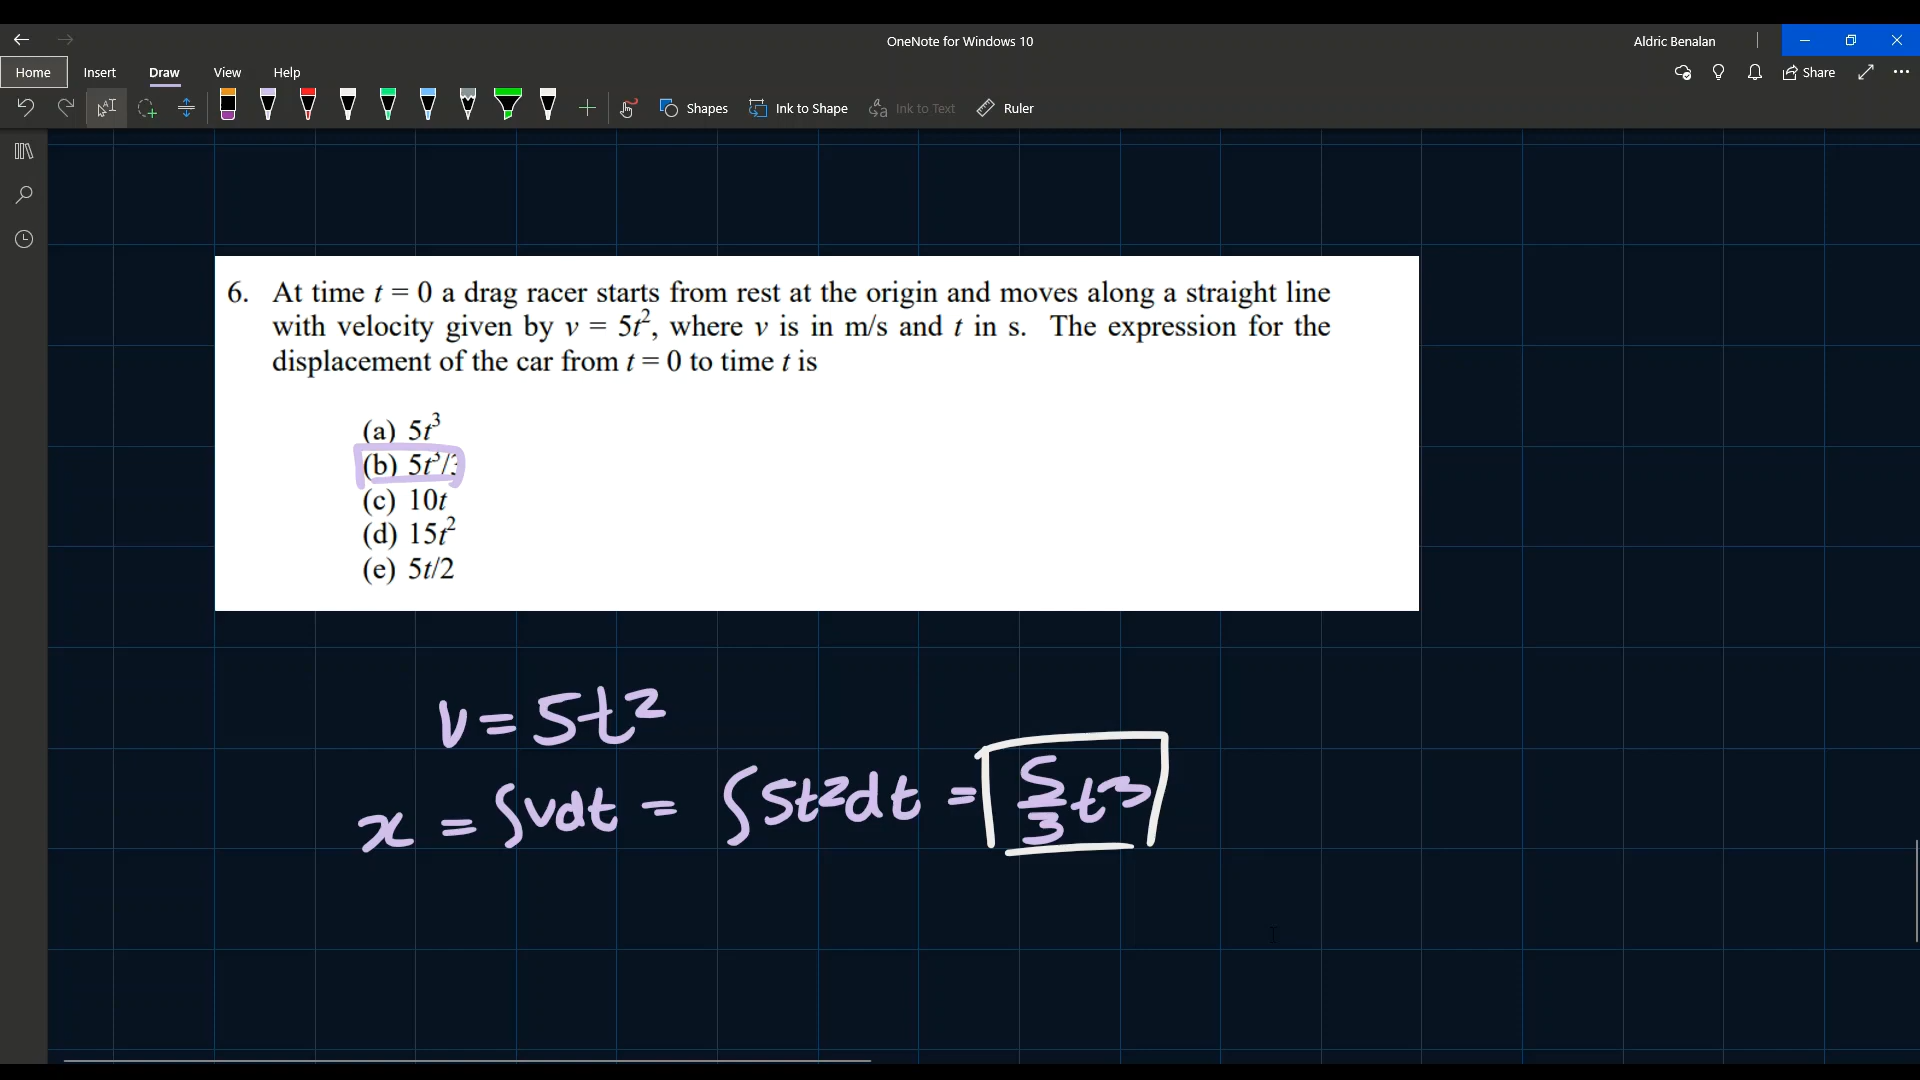 OneNote for Windows 10
Aldric Benalan
Home Insert Draw View Help
Share
Shapes Ink to Shape Ink to Text Ruler
6. At time t = 0 a drag racer starts from rest at the origin and moves along a straight line
with velocity given by v = 5t², where v is in m/s and t in s. The expression for the
displacement of the car from t = 0 to time t is
(a) 5t³
(b) 5t³/3
(c) 10t
(d) 15t²
(e) 5t/2
v = 5t²
x = ∫vdt = ∫5t²dt = 5/3 t³